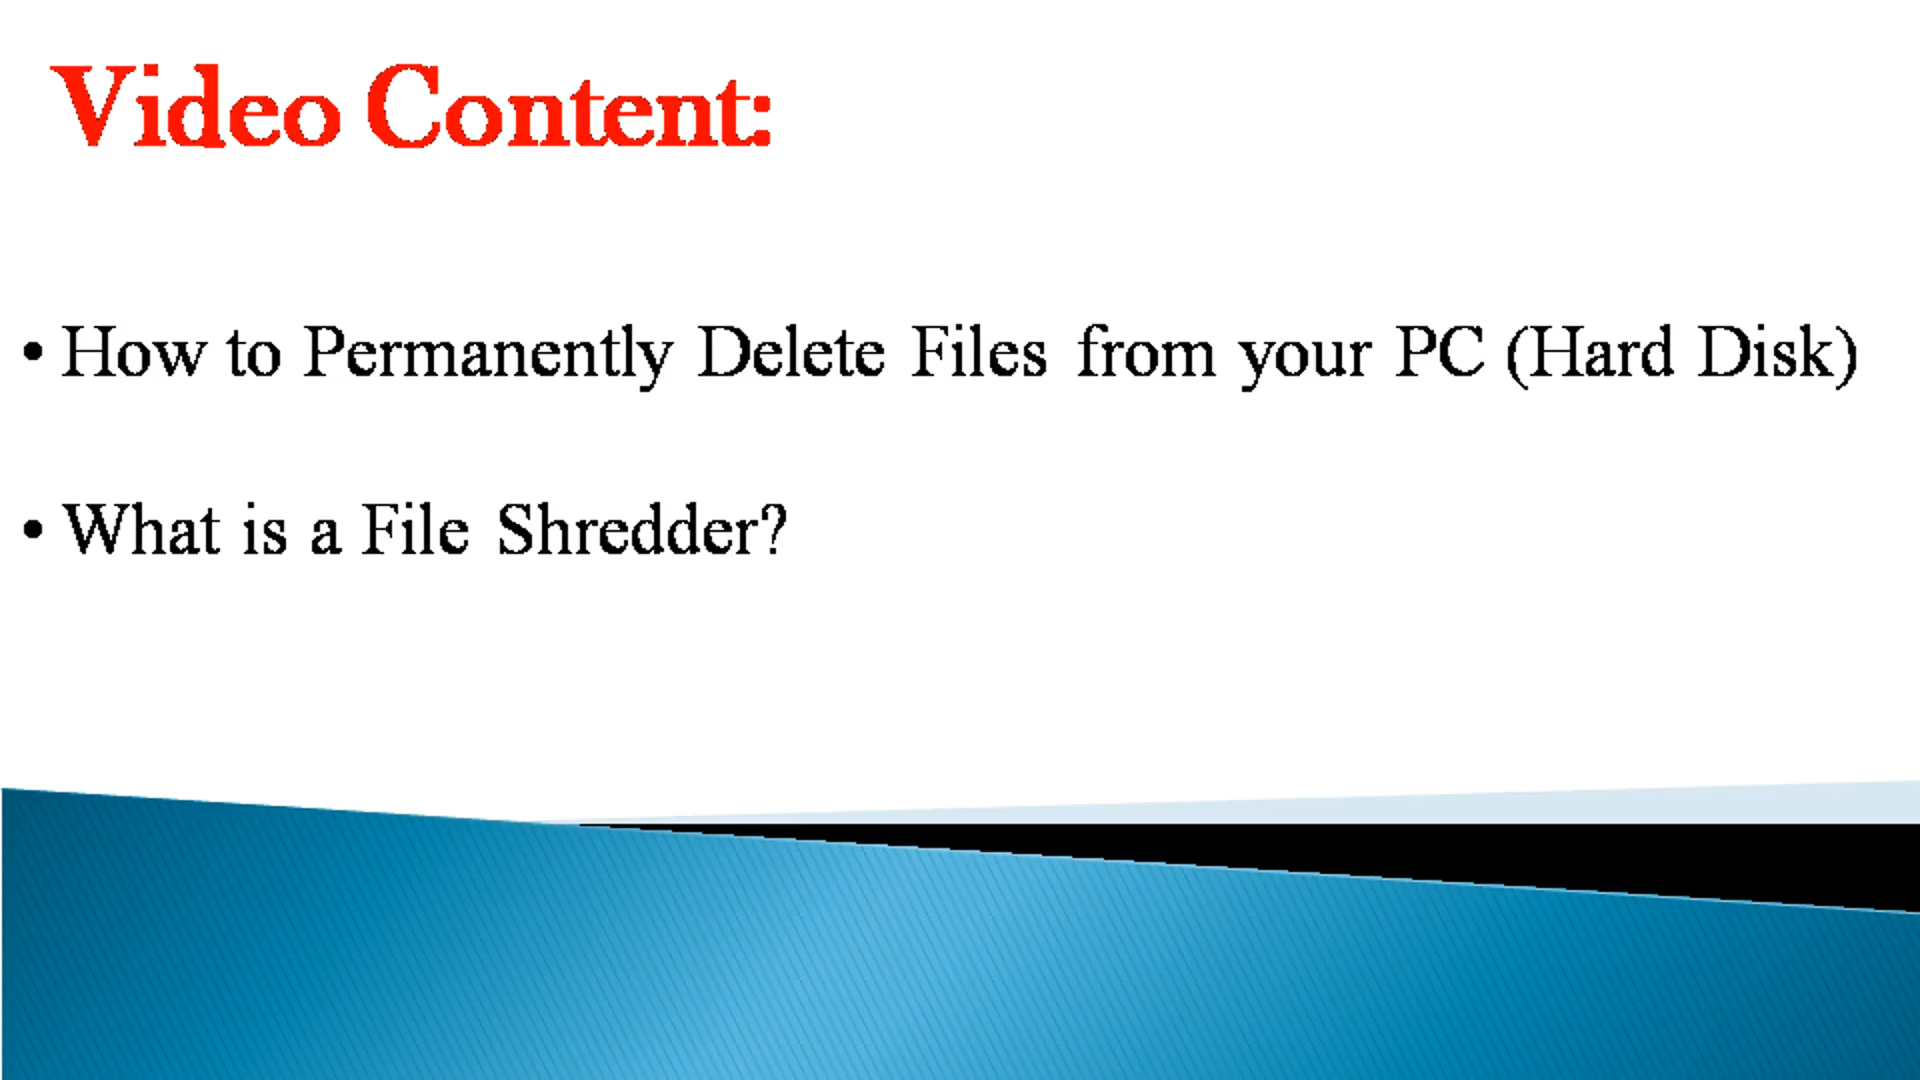 Video Content:
• How to Permanently Delete Files from your PC (Hard Disk)
• What is a File Shredder?